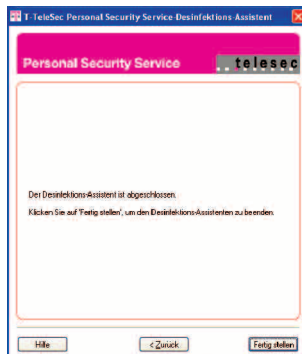 T-TeleSec Personal Security Service-Desinfektions-Assistent
Personal Security Service
..telesec
Der Desinfektions-Assistent ist abgeschlossen.
Klicken Sie auf 'Fertig stellen', um den Desinfektions-Assistenten zu beenden.
Hilfe
< Zurück
Fertig stellen